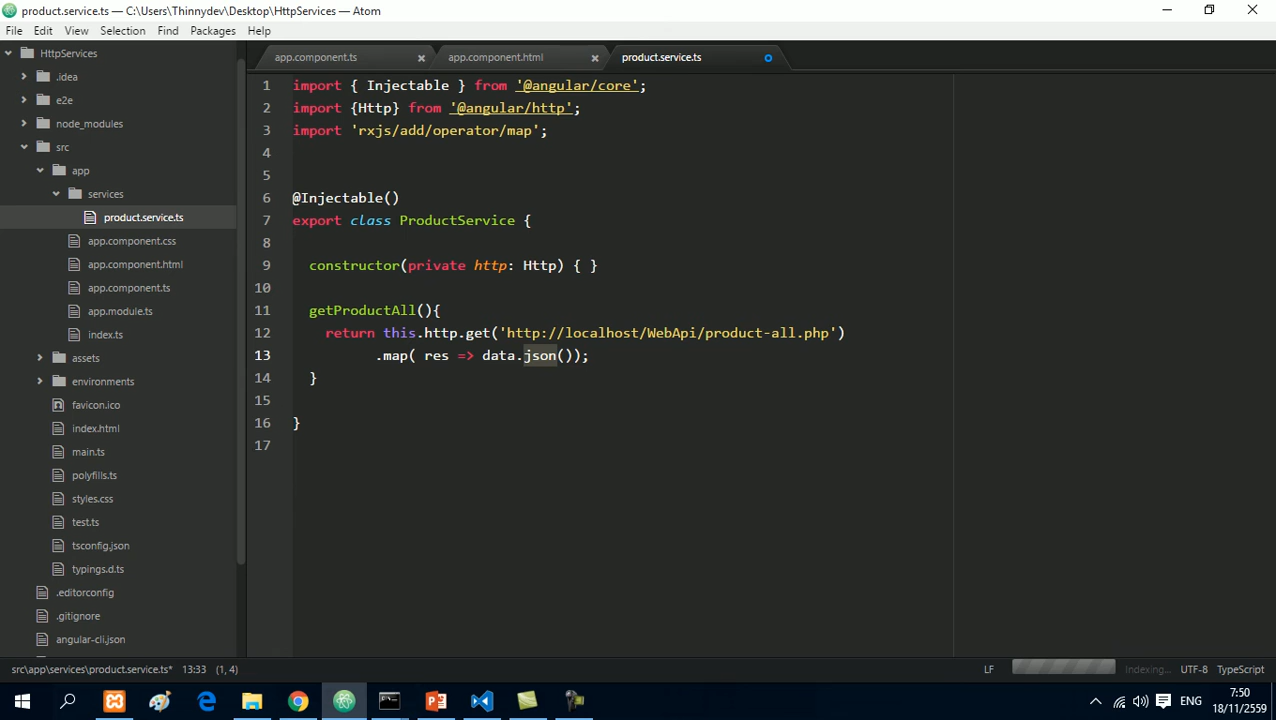 product.service.ts — C:\Users\Thinnydev\Desktop\HttpServices — Atom
File Edit View Selection Find Packages Help
HttpServices
.idea
e2e
node_modules
src
app
services
product.service.ts
app.component.css
app.component.html
app.component.ts
app.module.ts
index.ts
assets
environments
favicon.ico
index.html
main.ts
polyfills.ts
styles.css
test.ts
tsconfig.json
typings.d.ts
.editorconfig
.gitignore
angular-cli.json
app.component.ts app.component.html product.service.ts
1 import { Injectable } from '@angular/core';
2 import {Http} from '@angular/http';
3 import 'rxjs/add/operator/map';
4
5
6 @Injectable()
7 export class ProductService {
8
9 constructor(private http: Http) { }
10
11 getProductAll(){
12 return this.http.get('http://localhost/WebApi/product-all.php')
13 .map( res => data.json());
14 }
15
16 }
17
src\app\services\product.service.ts* 13:33 (1, 4) LF Indexing... UTF-8 TypeScript
ENG
7:50
18/11/2559